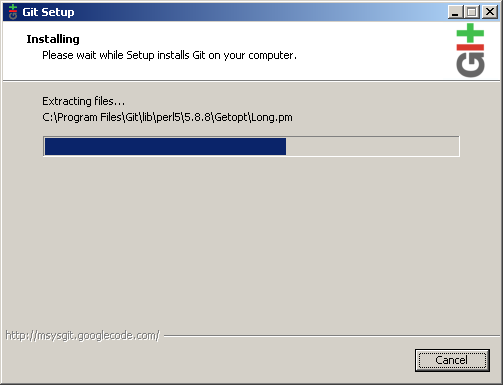 Git Setup
Installing
Please wait while Setup installs Git on your computer.
Git
Extracting files...
C:\Program Files\Git\lib\perl5\5.8.8\Getopt\Long.pm
http://msysgit.googlecode.com/
Cancel